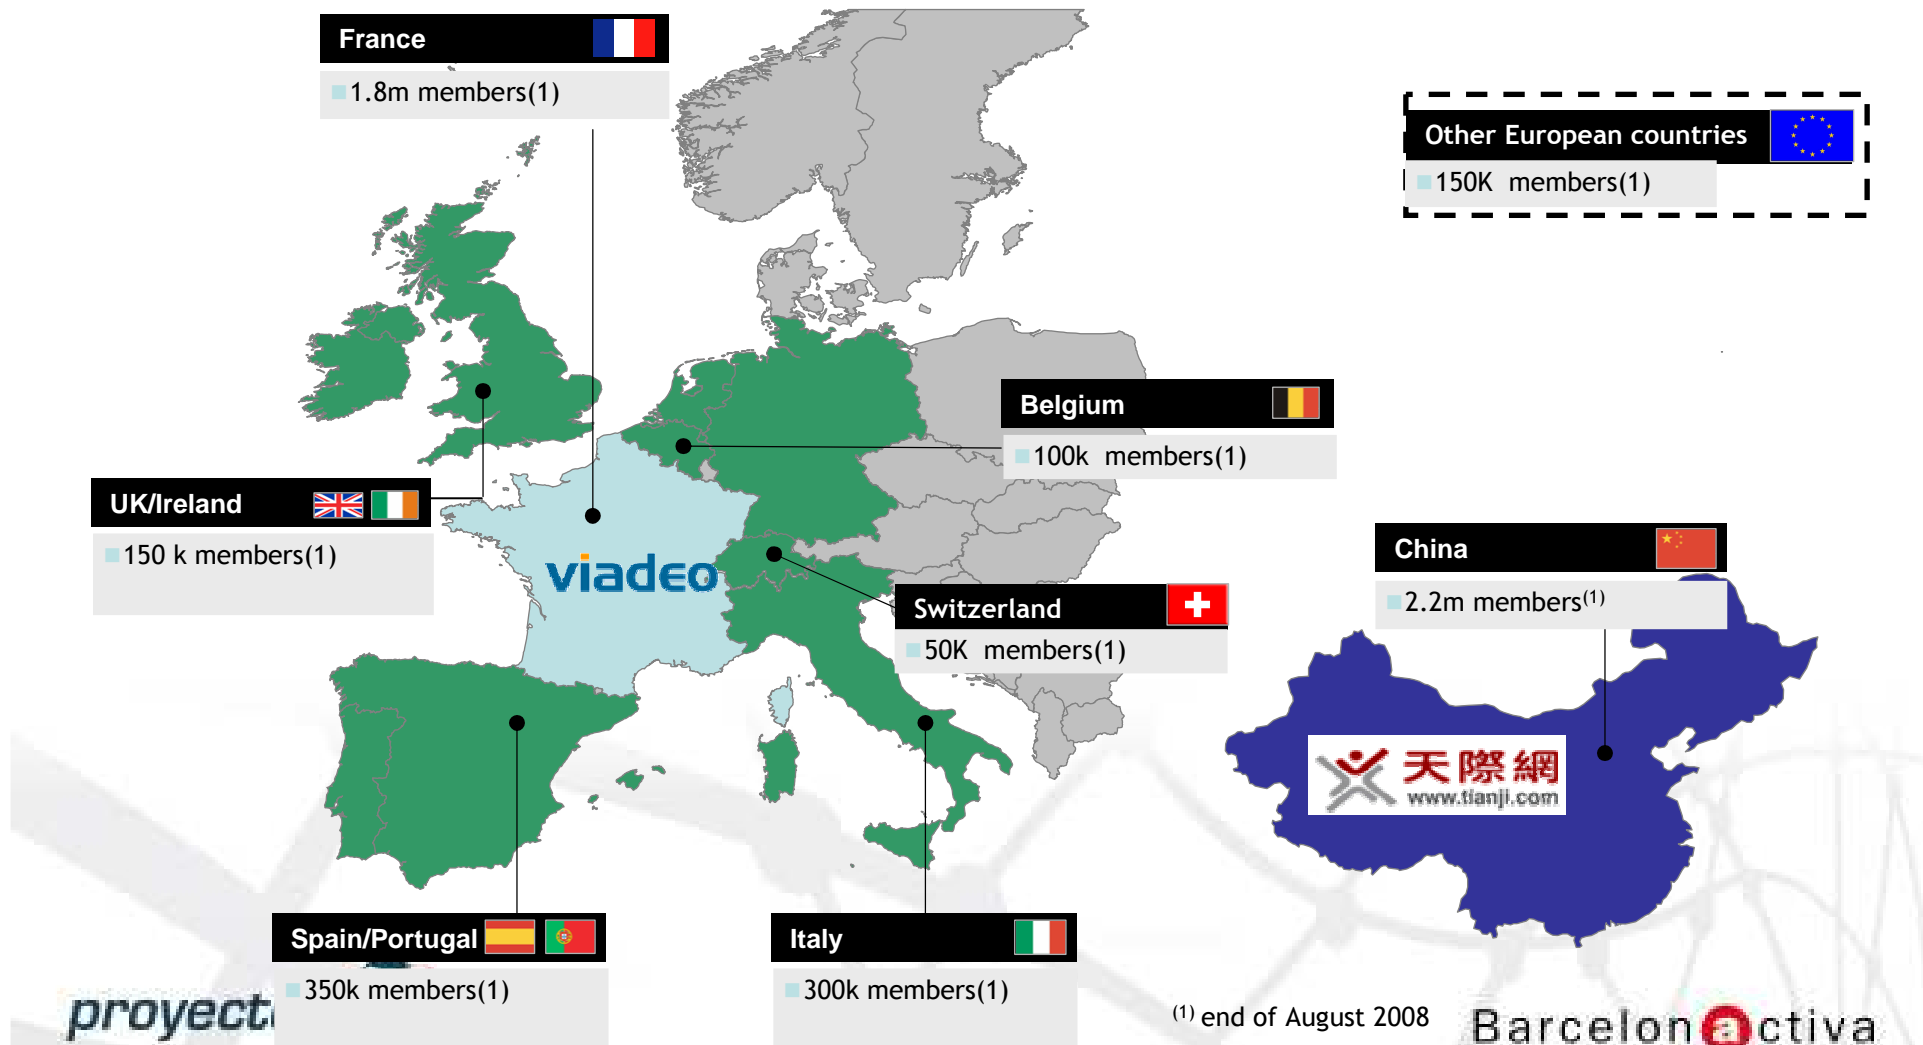 France
1.8m members(1)
Other European countries
150K members(1)
Belgium
100k members(1)
UK/Ireland
150 k members(1)
viadeo
China
2.2m members(1)
Switzerland
50K members(1)
天際網
www.tianji.com
Spain/Portugal
350k members(1)
Italy
300k members(1)
(1) end of August 2008
proyect
Barcelonactiva